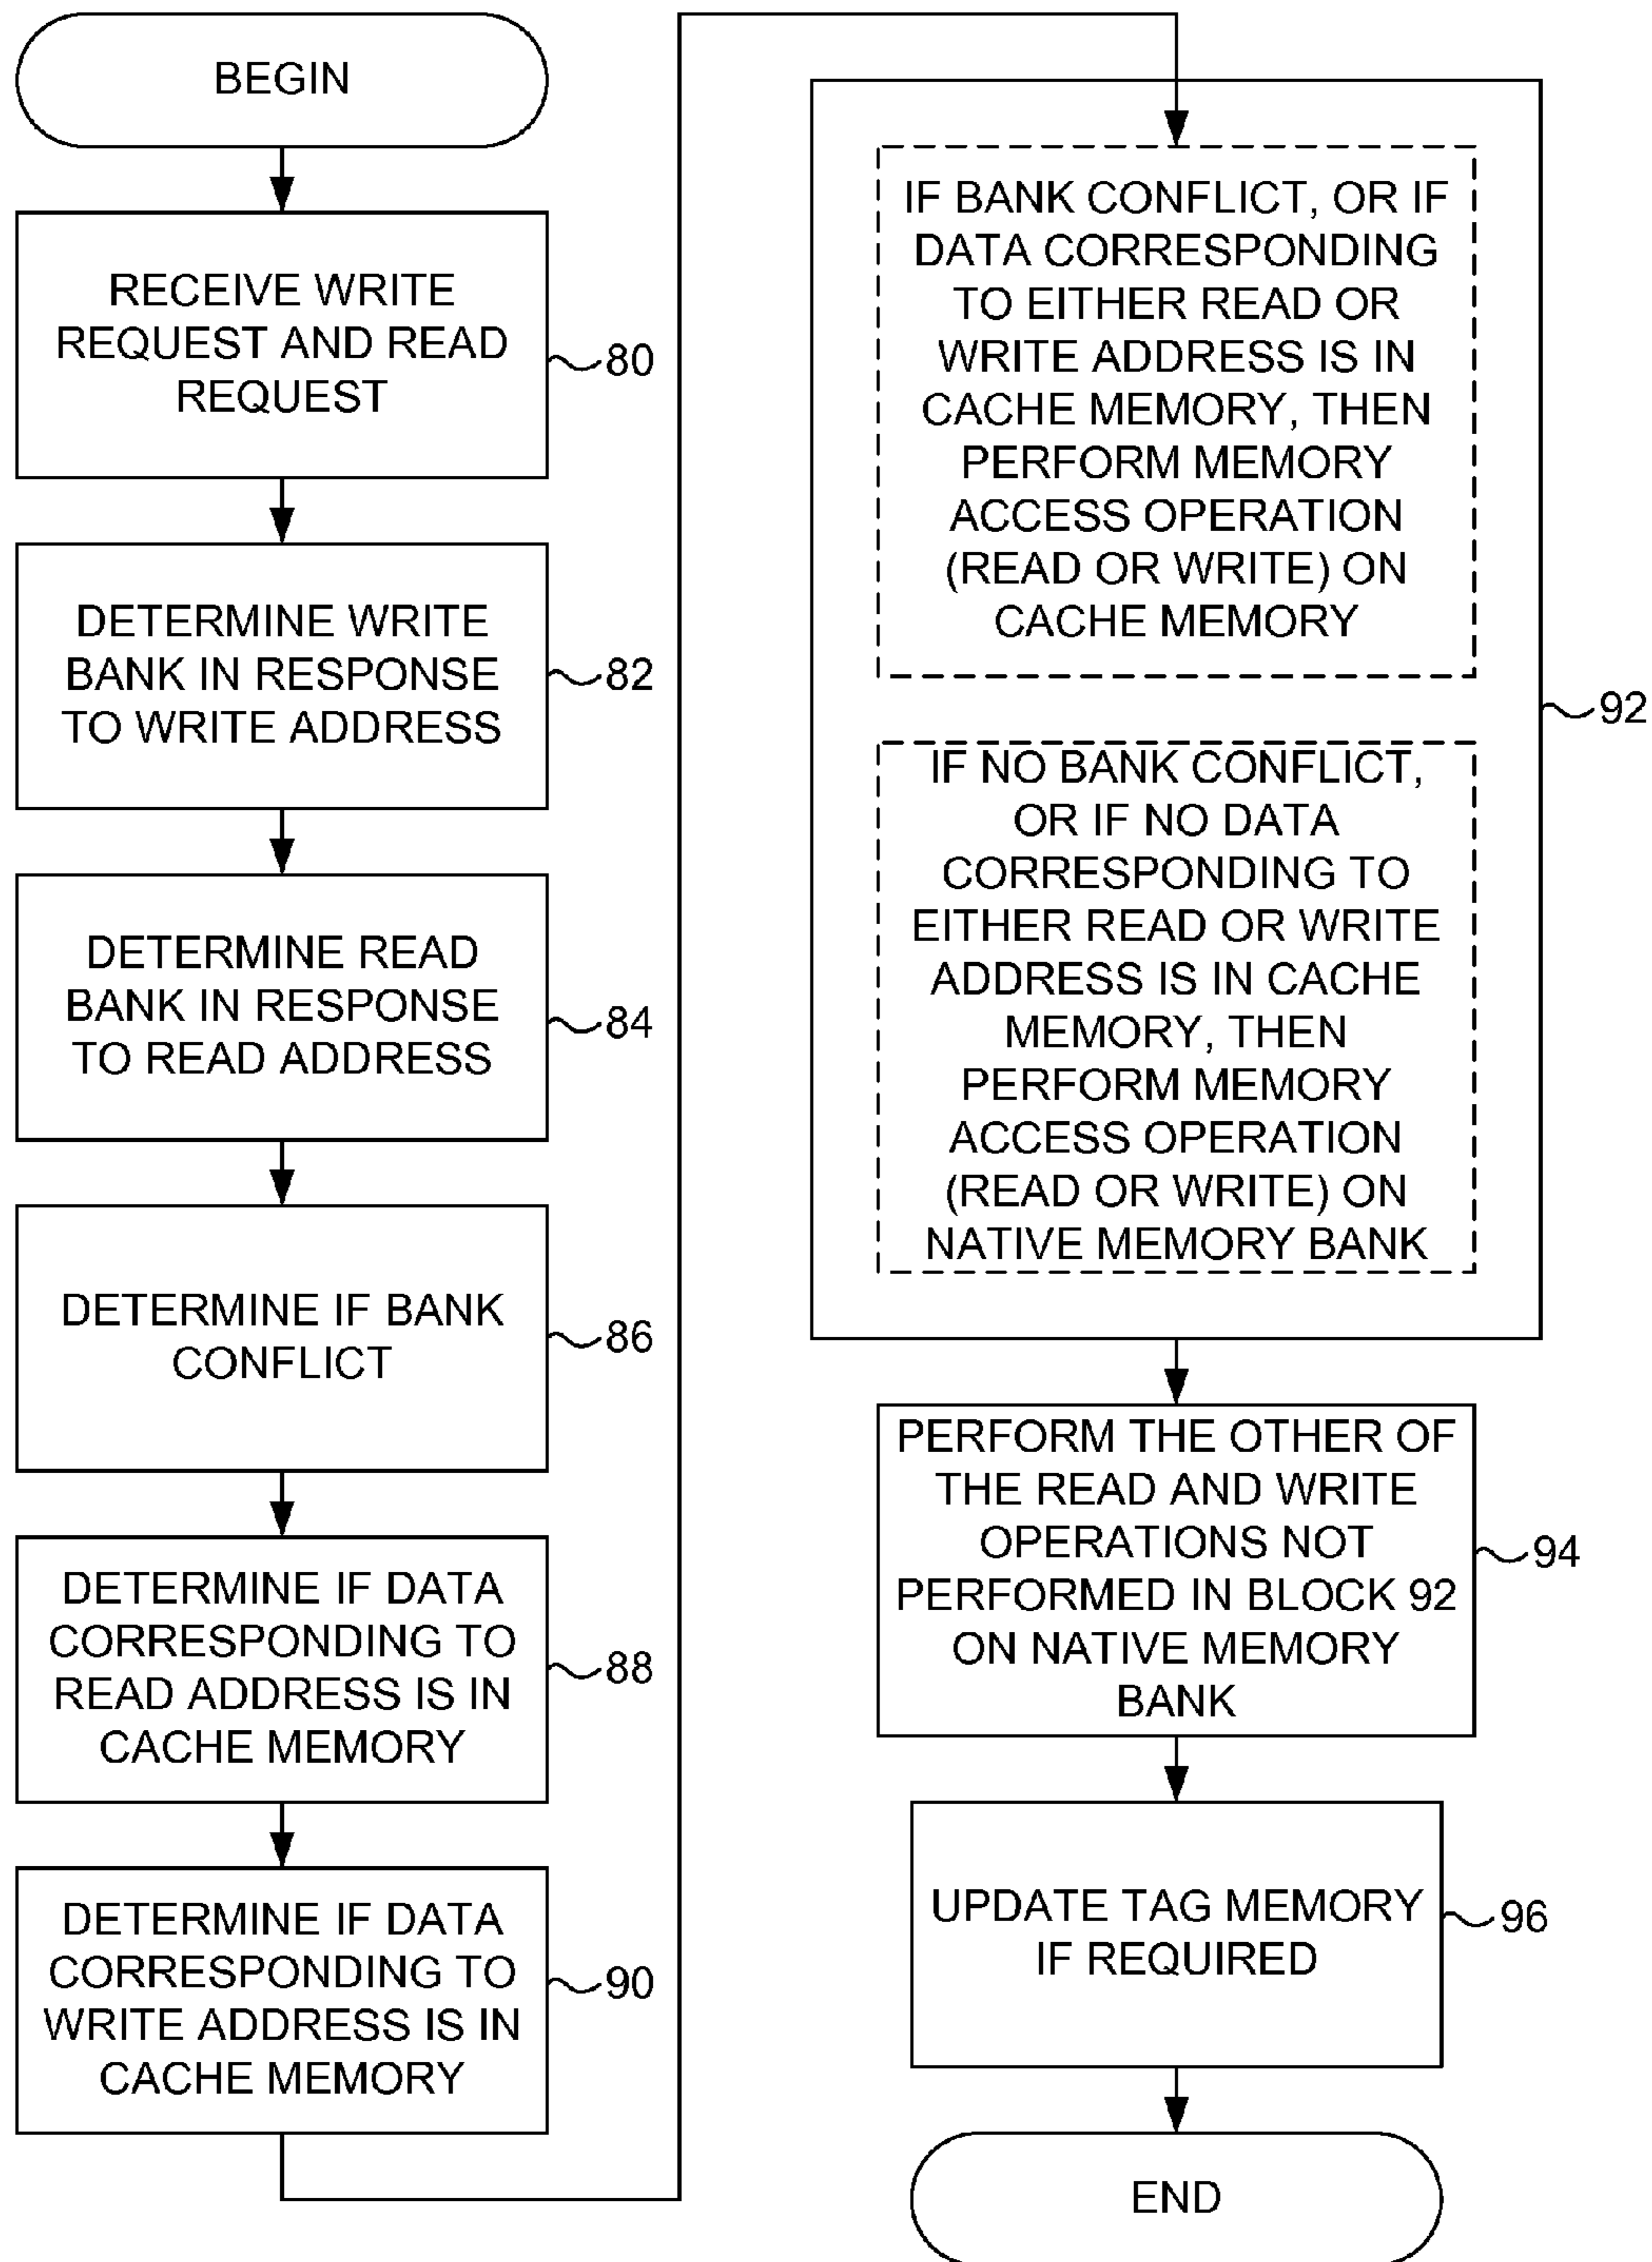 BEGIN
RECEIVE WRITE
REQUEST AND READ
REQUEST
80
DETERMINE WRITE
BANK IN RESPONSE
TO WRITE ADDRESS
82
DETERMINE READ
BANK IN RESPONSE
TO READ ADDRESS
84
DETERMINE IF BANK
CONFLICT
86
DETERMINE IF DATA
CORRESPONDING TO
READ ADDRESS IS IN
CACHE MEMORY
88
DETERMINE IF DATA
CORRESPONDING TO
WRITE ADDRESS IS IN
CACHE MEMORY
90
IF BANK CONFLICT, OR IF
DATA CORRESPONDING
TO EITHER READ OR
WRITE ADDRESS IS IN
CACHE MEMORY, THEN
PERFORM MEMORY
ACCESS OPERATION
(READ OR WRITE) ON
CACHE MEMORY
92
IF NO BANK CONFLICT,
OR IF NO DATA
CORRESPONDING TO
EITHER READ OR WRITE
ADDRESS IS IN CACHE
MEMORY, THEN
PERFORM MEMORY
ACCESS OPERATION
(READ OR WRITE) ON
NATIVE MEMORY BANK
PERFORM THE OTHER OF
THE READ AND WRITE
OPERATIONS NOT
PERFORMED IN BLOCK 92
ON NATIVE MEMORY
BANK
94
UPDATE TAG MEMORY
IF REQUIRED
96
END